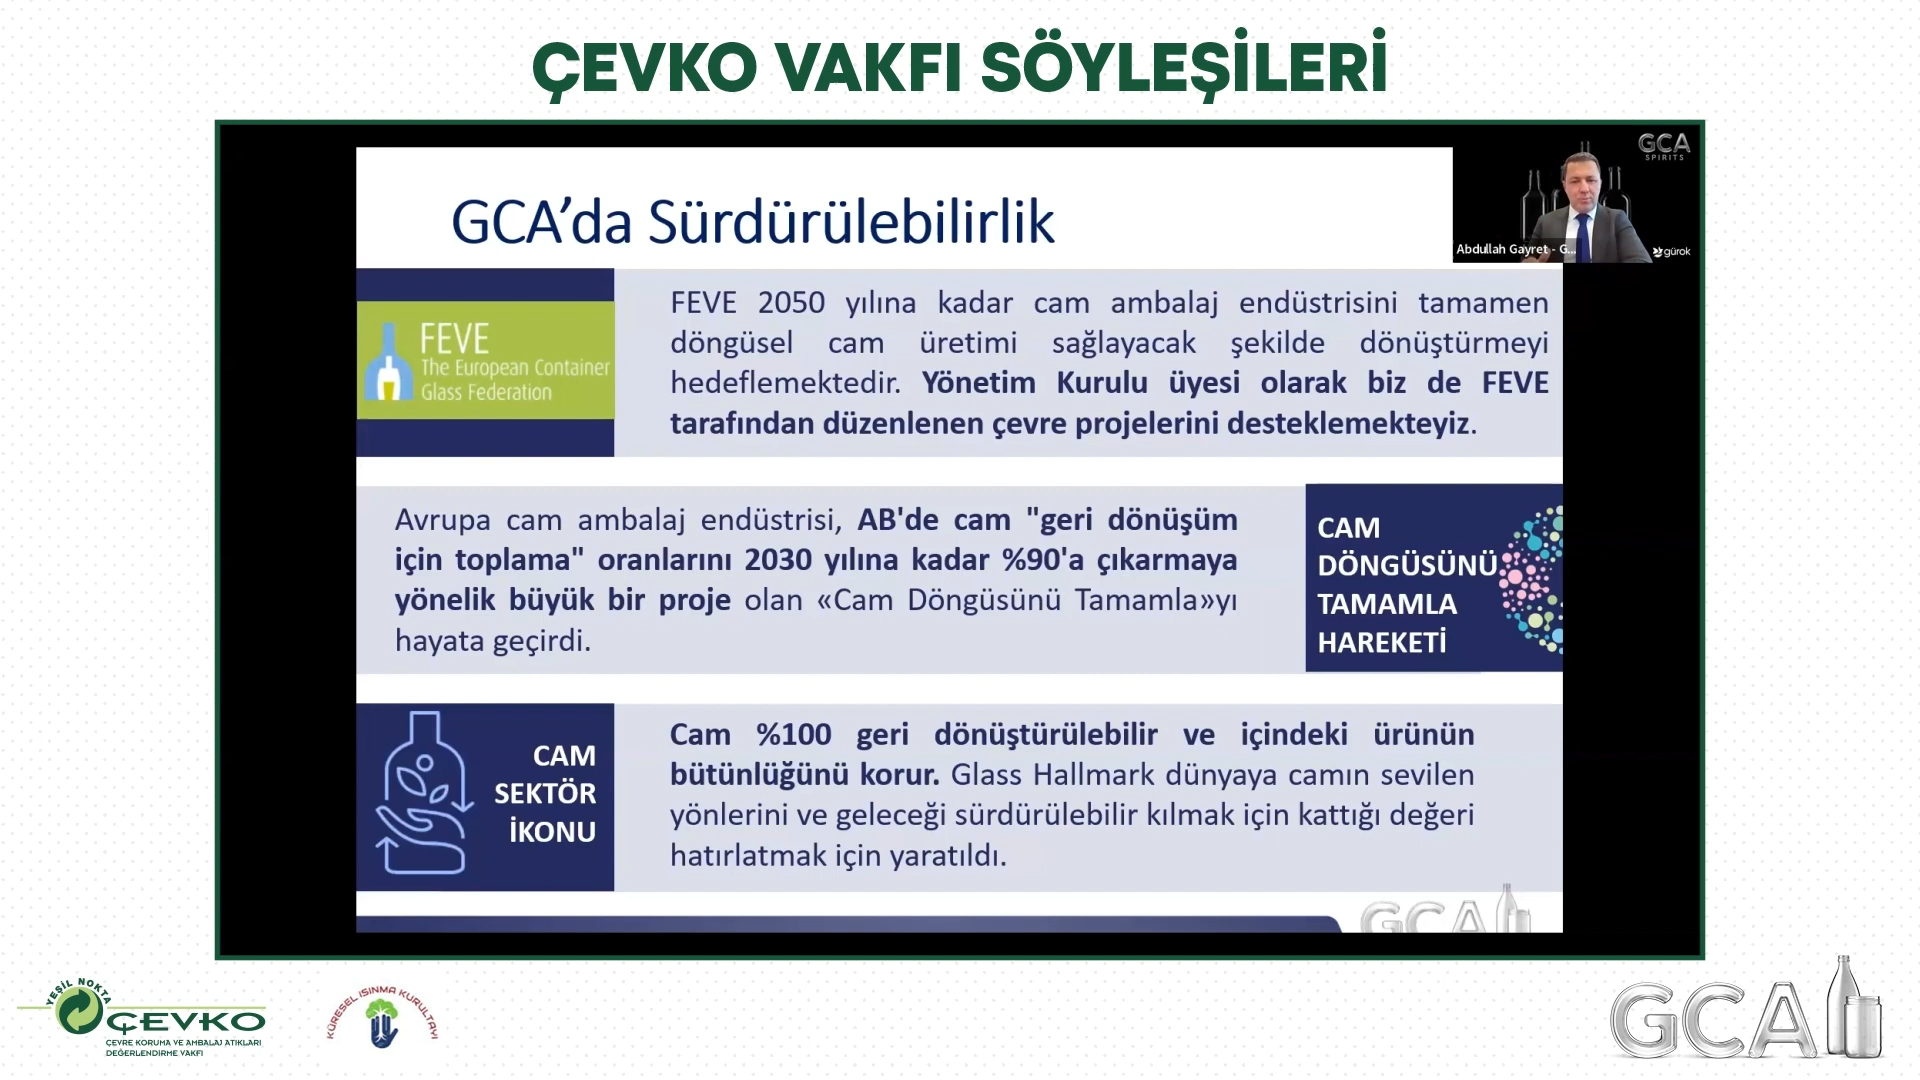 ÇEVKO VAKFI SÖYLEŞİLERİ
GCA
SPIRITS
Abdullah Gayret - G...
gürok
GCA'da Sürdürülebilirlik
FEVE
The European Container
Glass Federation
FEVE 2050 yılına kadar cam ambalaj endüstrisini tamamen
döngüsel cam üretimi sağlayacak şekilde dönüştürmeyi
hedeflemektedir. Yönetim Kurulu üyesi olarak biz de FEVE
tarafından düzenlenen çevre projelerini desteklemekteyiz.
Avrupa cam ambalaj endüstrisi, AB'de cam "geri dönüşüm
için toplama" oranlarını 2030 yılına kadar %90'a çıkarmaya
yönelik büyük bir proje olan «Cam Döngüsünü Tamamla»yı
hayata geçirdi.
CAM
DÖNGÜSÜNÜ
TAMAMLA
HAREKETİ
CAM
SEKTÖR
İKONU
Cam %100 geri dönüştürülebilir ve içindeki ürünün
bütünlüğünü korur. Glass Hallmark dünyaya camın sevilen
yönlerini ve geleceği sürdürülebilir kılmak için kattığı değeri
hatırlatmak için yaratıldı.
GCA
YEŞİL NOKTA
ÇEVKO
ÇEVRE KORUMA VE AMBALAJ ATIKLARI
DEĞERLENDİRME VAKFI
KÜRESEL ISINMA KURULTAYI
GCA